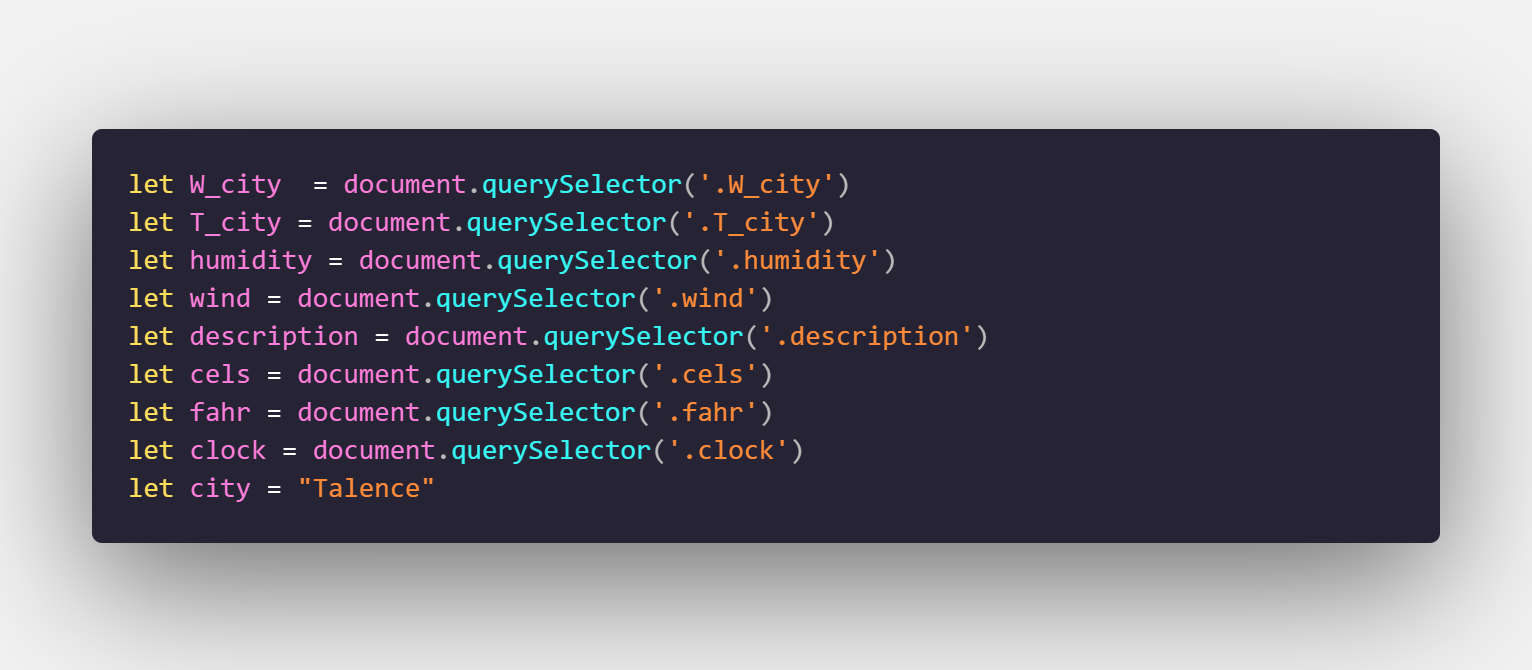 let W_city  = document.querySelector('.W_city')
let T_city = document.querySelector('.T_city')
let humidity = document.querySelector('.humidity')
let wind = document.querySelector('.wind')
let description = document.querySelector('.description')
let cels = document.querySelector('.cels')
let fahr = document.querySelector('.fahr')
let clock = document.querySelector('.clock')
let city = "Talence"